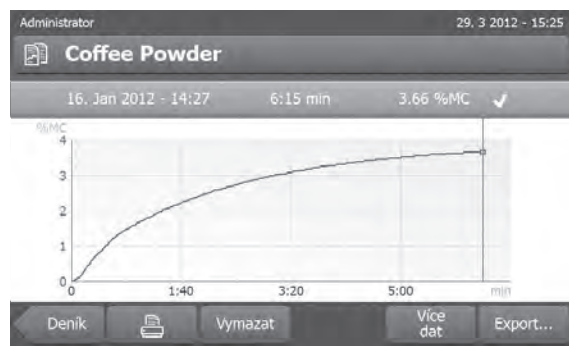 Administrator 29. 3 2012 - 15:25
Coffee Powder
16. Jan 2012 - 14:27 6:15 min 3.66 %MC
%MC
4
3
2
1
0
0 1:40 3:20 5:00 min
Deník Vymazat Více dat Export...